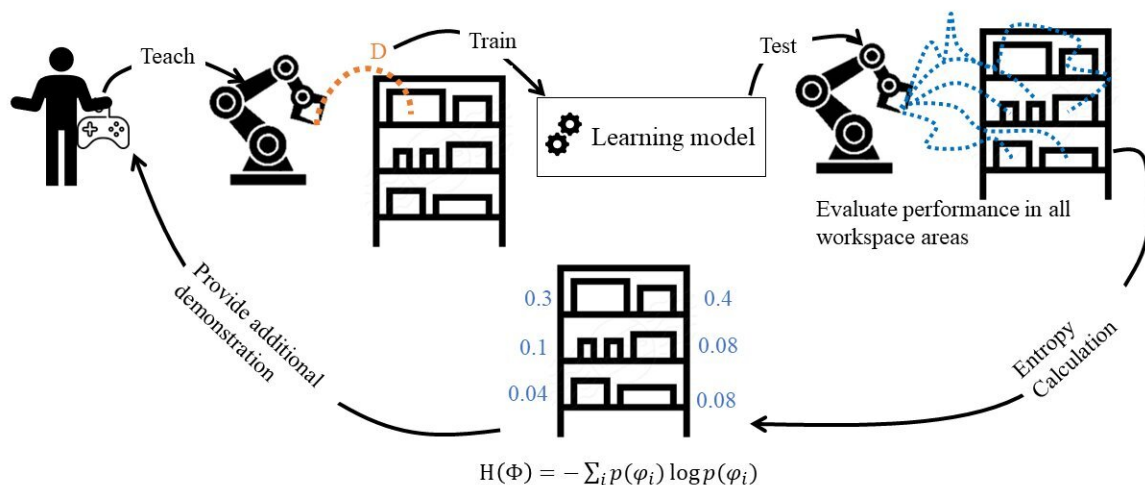 Teach
D
Train
Learning model
Test
Evaluate performance in all
workspace areas
Entropy
Calculation
0.3
0.4
0.1
0.08
0.04
0.08
Provide additional
demonstration
H(Φ) = − ∑ᵢ p(φᵢ) log p(φᵢ)